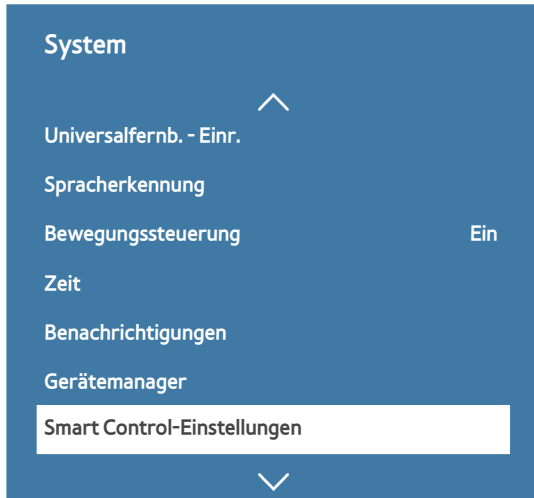 System
Universalfernb. - Einr.
Spracherkennung
Bewegungssteuerung Ein
Zeit
Benachrichtigungen
Gerätemanager
Smart Control-Einstellungen